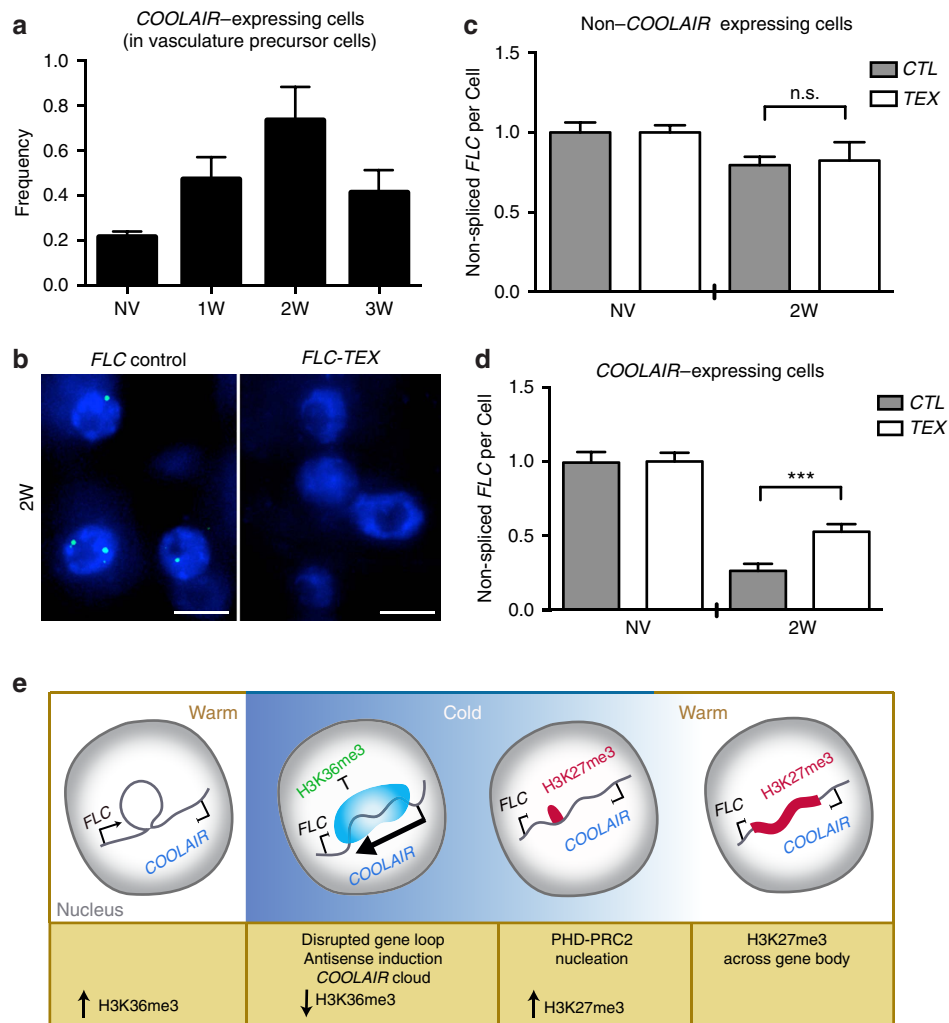 a
COOLAIR–expressing cells
(in vasculature precursor cells)
Frequency
1.0
0.8
0.6
0.4
0.2
0.0
NV 1W 2W 3W
b
FLC control FLC-TEX
2W
c
Non–COOLAIR expressing cells
Non-spliced FLC per Cell
1.5
1.0
0.5
0.0
CTL
TEX
n.s.
NV 2W
d
COOLAIR–expressing cells
Non-spliced FLC per Cell
1.5
1.0
0.5
0.0
CTL
TEX
***
NV 2W
e
Warm Cold Warm
FLC
COOLAIR
Nucleus
H3K36me3
FLC
COOLAIR
H3K27me3
FLC
COOLAIR
H3K27me3
FLC
COOLAIR
↑ H3K36me3
Disrupted gene loop
Antisense induction
COOLAIR cloud
↓ H3K36me3
PHD-PRC2
nucleation
↑ H3K27me3
H3K27me3
across gene body